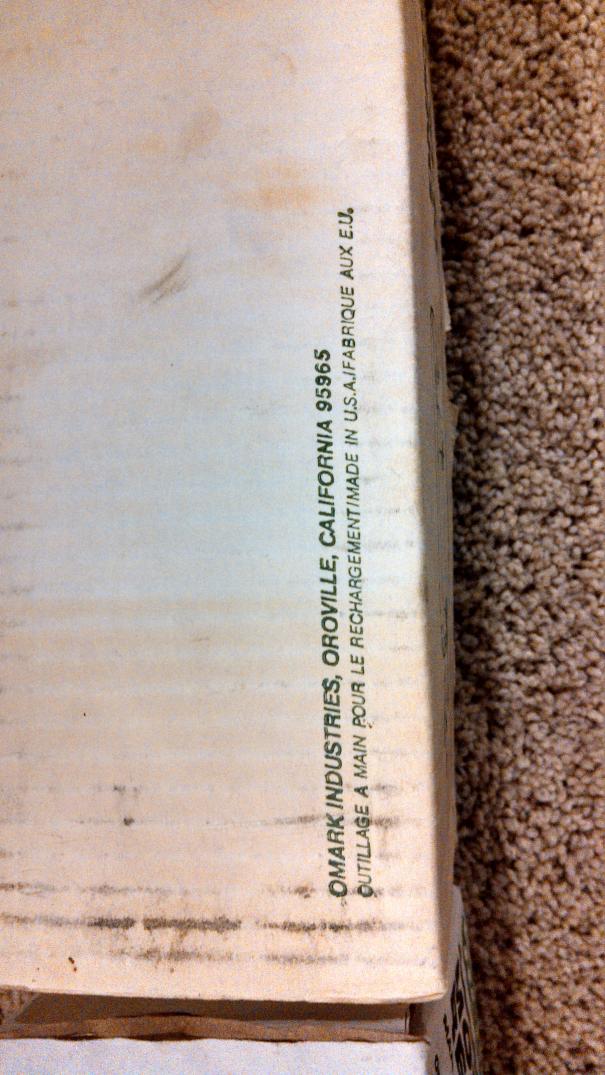 OMARK INDUSTRIES, OROVILLE, CALIFORNIA 95965
OUTILLAGE A MAIN POUR LE RECHARGEMENT/MADE IN U.S.A./FABRIQUE AUX E.U.